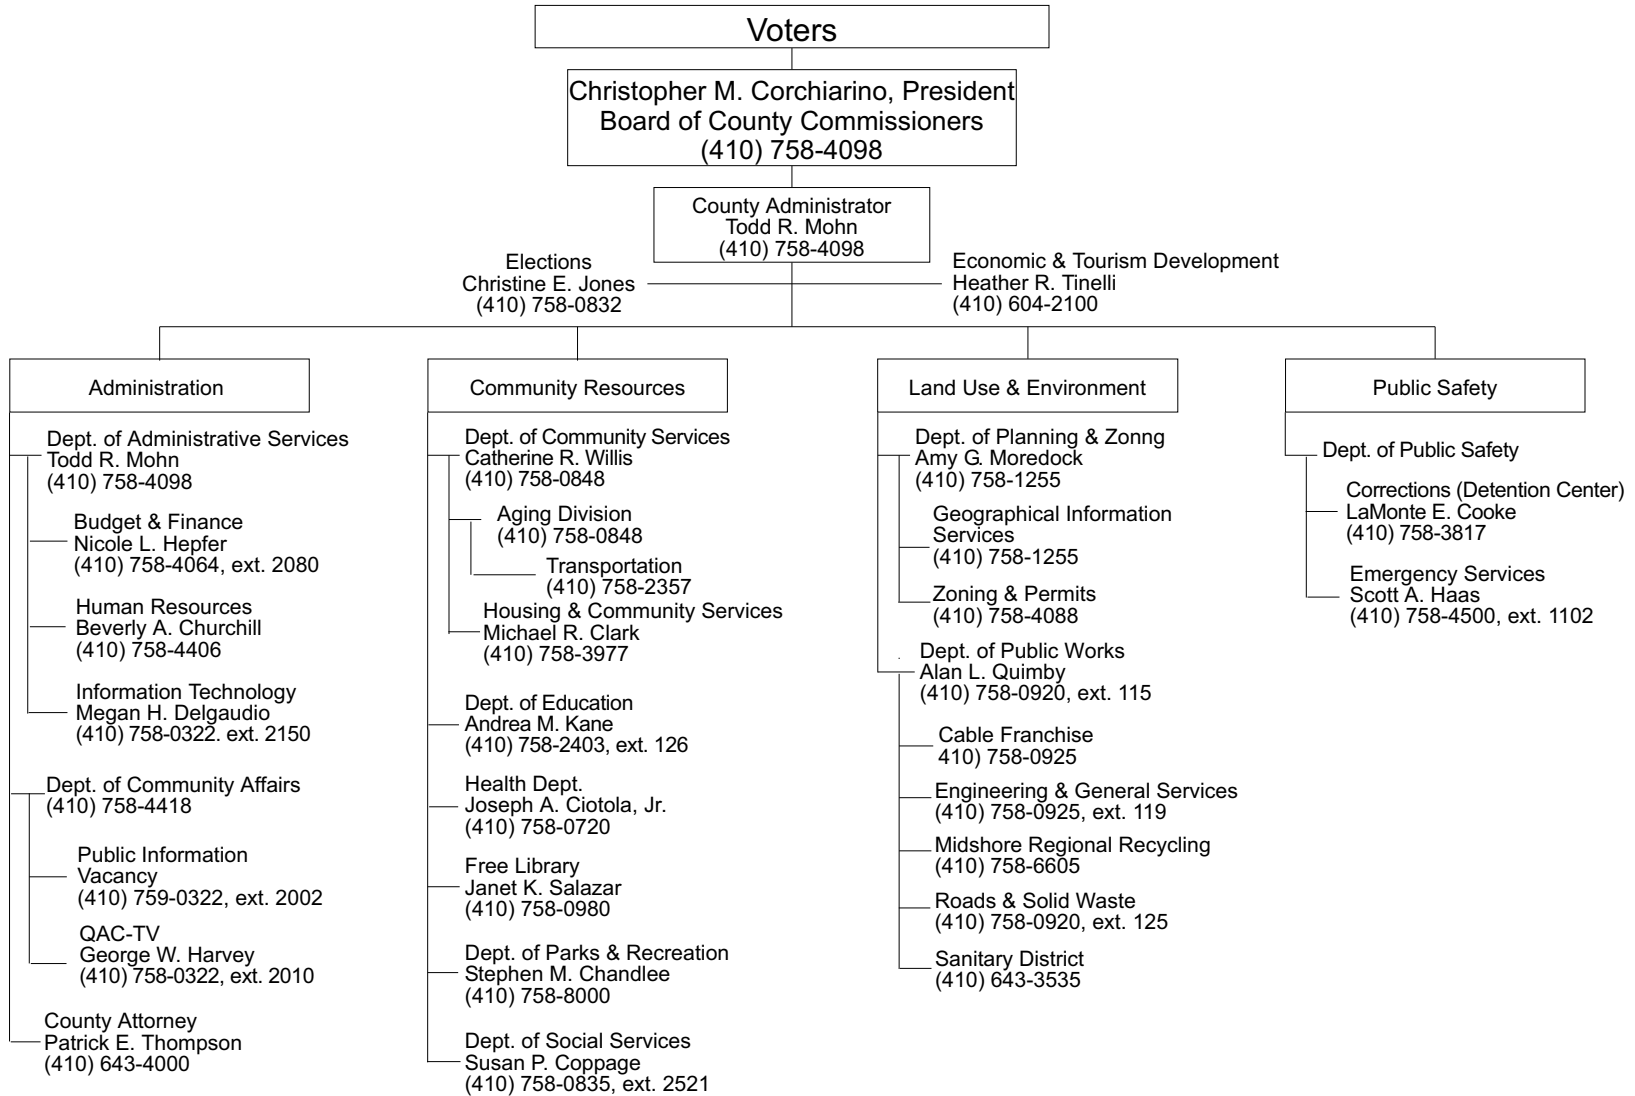 Voters
Christopher M. Corchiarino, President
Board of County Commissioners
(410) 758-4098
County Administrator
Todd R. Mohn
(410) 758-4098
Elections
Christine E. Jones
(410) 758-0832
Economic & Tourism Development
Heather R. Tinelli
(410) 604-2100
Administration
Dept. of Administrative Services
Todd R. Mohn
(410) 758-4098
Budget & Finance
Nicole L. Hepfer
(410) 758-4064, ext. 2080
Human Resources
Beverly A. Churchill
(410) 758-4406
Information Technology
Megan H. Delgaudio
(410) 758-0322. ext. 2150
Dept. of Community Affairs
(410) 758-4418
Public Information
Vacancy
(410) 759-0322, ext. 2002
QAC-TV
George W. Harvey
(410) 758-0322, ext. 2010
County Attorney
Patrick E. Thompson
(410) 643-4000
Community Resources
Dept. of Community Services
Catherine R. Willis
(410) 758-0848
Aging Division
(410) 758-0848
Transportation
(410) 758-2357
Housing & Community Services
Michael R. Clark
(410) 758-3977
Dept. of Education
Andrea M. Kane
(410) 758-2403, ext. 126
Health Dept.
Joseph A. Ciotola, Jr.
(410) 758-0720
Free Library
Janet K. Salazar
(410) 758-0980
Dept. of Parks & Recreation
Stephen M. Chandlee
(410) 758-8000
Dept. of Social Services
Susan P. Coppage
(410) 758-0835, ext. 2521
Land Use & Environment
Dept. of Planning & Zonng
Amy G. Moredock
(410) 758-1255
Geographical Information
Services
(410) 758-1255
Zoning & Permits
(410) 758-4088
Dept. of Public Works
Alan L. Quimby
(410) 758-0920, ext. 115
Cable Franchise
410) 758-0925
Engineering & General Services
(410) 758-0925, ext. 119
Midshore Regional Recycling
(410) 758-6605
Roads & Solid Waste
(410) 758-0920, ext. 125
Sanitary District
(410) 643-3535
Public Safety
Dept. of Public Safety
Corrections (Detention Center)
LaMonte E. Cooke
(410) 758-3817
Emergency Services
Scott A. Haas
(410) 758-4500, ext. 1102